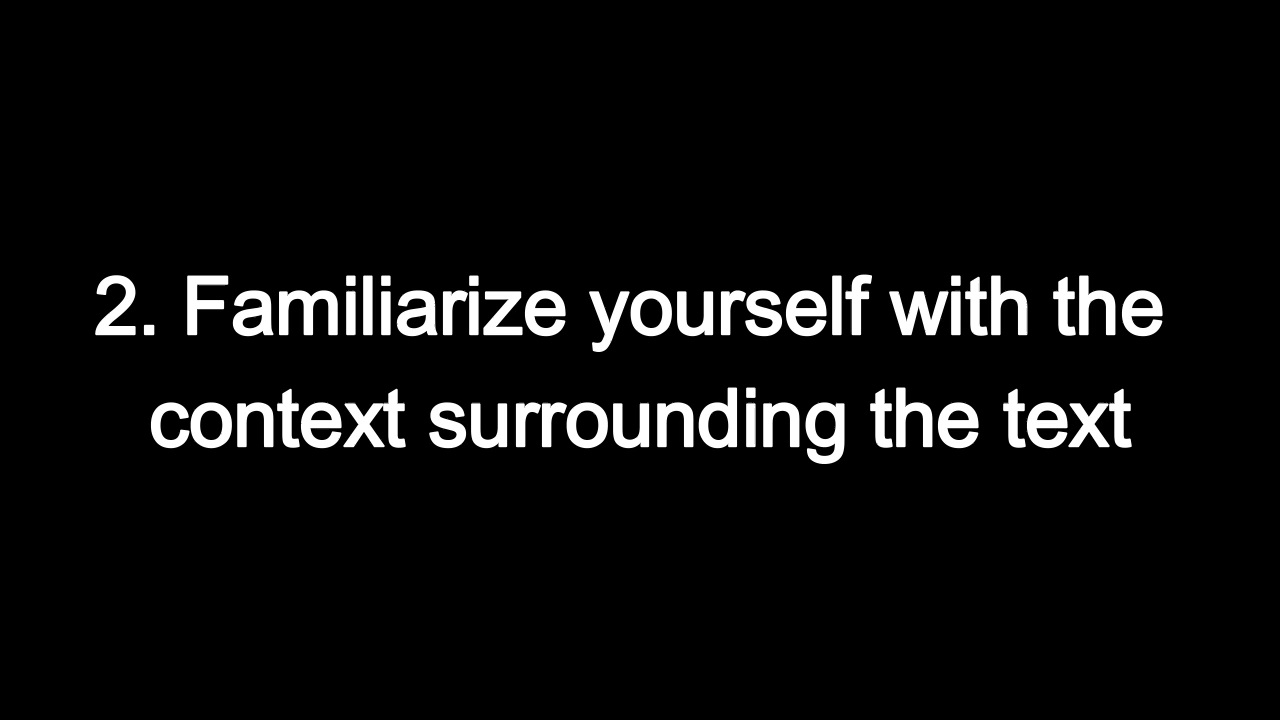 2. Familiarize yourself with the
context surrounding the text